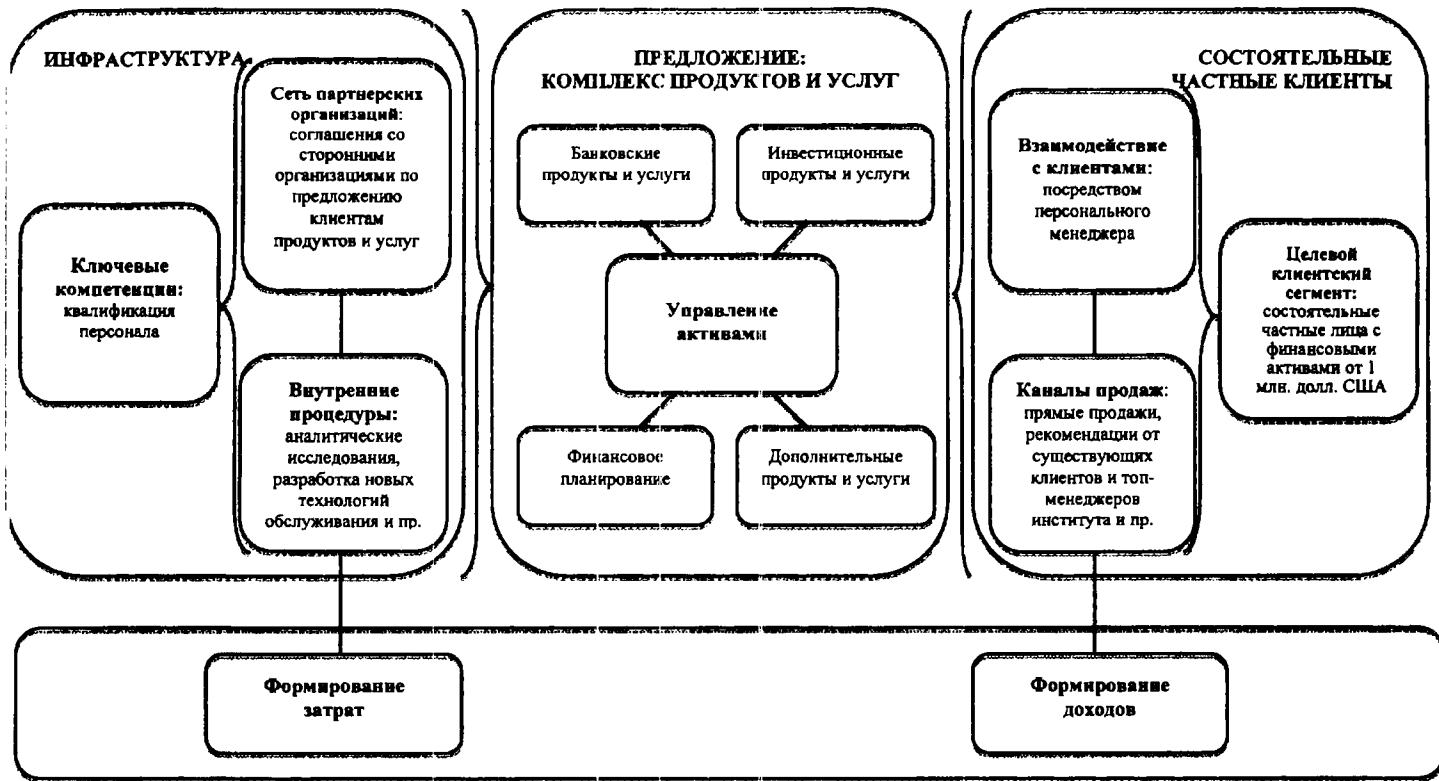 ИНФРАСТРУКТУРА
Сеть партнерских
организаций:
соглашения со
сторонними
организациями по
предложению
клиентам
продуктов и услуг
Ключевые
компетенции:
квалификация
персонала
Внутренние
процедуры:
аналитические
исследования,
разработка новых
технологий
обслуживания и пр.
ПРЕДЛОЖЕНИЕ:
КОМПЛЕКС ПРОДУКТОВ И УСЛУГ
Банковские
продукты и услуги
Инвестиционные
продукты и услуги
Управление
активами
Финансовое
планирование
Дополнительные
продукты и услуги
СОСТОЯТЕЛЬНЫЕ
ЧАСТНЫЕ КЛИЕНТЫ
Взаимодействие
с клиентами:
посредством
персонального
менеджера
Целевой
клиентский
сегмент:
состоятельные
частные лица с
финансовыми
активами от 1
млн. долл. США
Каналы продаж:
прямые продажи,
рекомендации от
существующих
клиентов и топ-
менеджеров
института и пр.
Формирование
затрат
Формирование
доходов